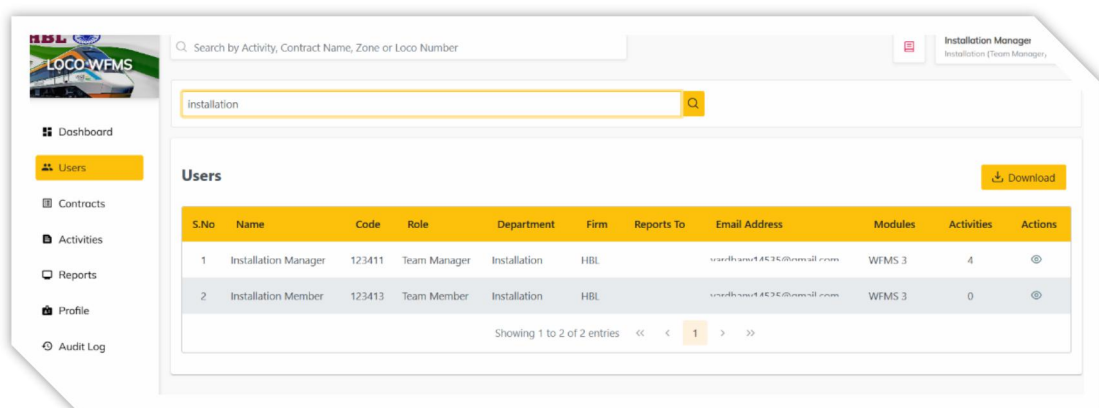 HBL
LOCO WFMS
Search by Activity, Contract Name, Zone or Loco Number
Installation Manager
Installation (Team Manager,
installation
Dashboard
Users
Contracts
Activities
Reports
Profile
Audit Log
Users
Download
S.No Name Code Role Department Firm Reports To Email Address Modules Activities Actions
1 Installation Manager 123411 Team Manager Installation HBL WFMS 3 4
2 Installation Member 123413 Team Member Installation HBL WFMS 3 0
Showing 1 to 2 of 2 entries << < 1 > >>